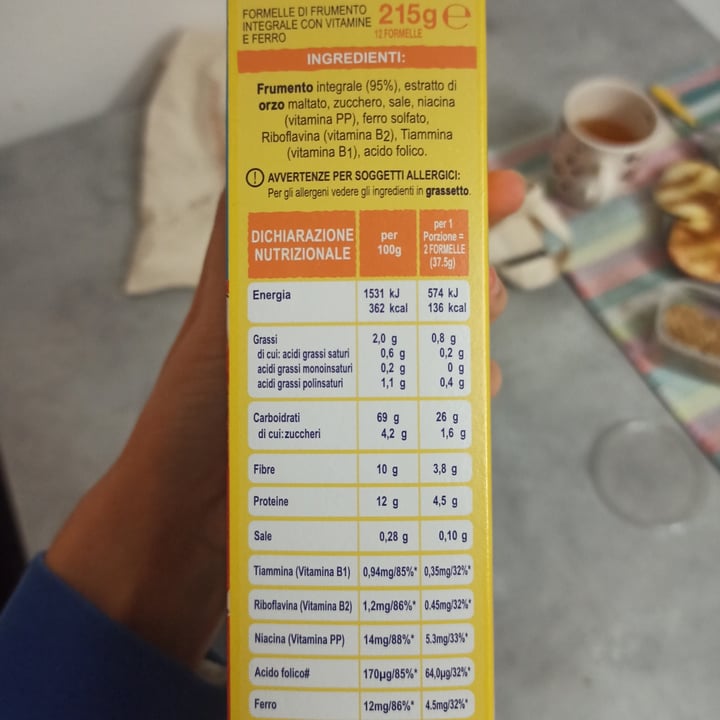 FORMELLE DI FRUMENTO
INTEGRALE CON VITAMINE
E FERRO
215g e
12 FORMELLE
INGREDIENTI:
Frumento integrale (95%), estratto di
orzo maltato, zucchero, sale, niacina
(vitamina PP), ferro solfato,
Riboflavina (vitamina B2), Tiammina
(vitamina B1), acido folico.
AVVERTENZE PER SOGGETTI ALLERGICI:
Per gli allergeni vedere gli ingredienti in grassetto.
DICHIARAZIONE
NUTRIZIONALE
per
100g
per 1
Porzione =
2 FORMELLE
(37.5g)
Energia 1531 kJ 574 kJ
362 kcal 136 kcal
Grassi 2,0 g 0,8 g
di cui: acidi grassi saturi 0,6 g 0,2 g
acidi grassi monoinsaturi 0,2 g 0 g
acidi grassi polinsaturi 1,1 g 0,4 g
Carboidrati 69 g 26 g
di cui:zuccheri 4,2 g 1,6 g
Fibre 10 g 3,8 g
Proteine 12 g 4,5 g
Sale 0,28 g 0,10 g
Tiammina (Vitamina B1) 0,94mg/85%* 0,35mg/32%*
Riboflavina (Vitamina B2) 1,2mg/86%* 0.45mg/32%*
Niacina (Vitamina PP) 14mg/88%* 5.3mg/33%*
Acido folico# 170µg/85%* 64,0µg/32%*
Ferro 12mg/86%* 4.5mg/32%*